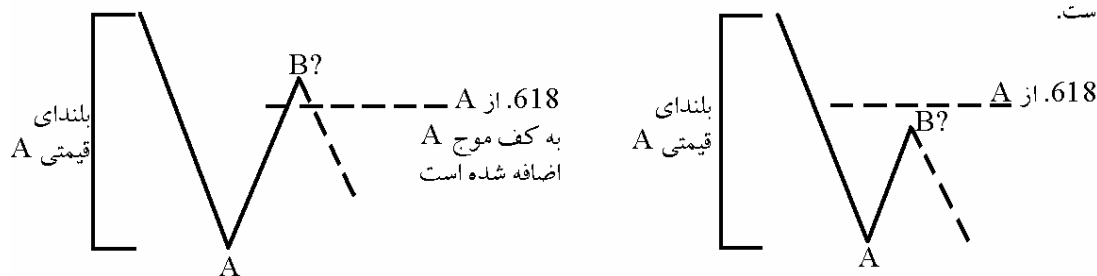 ست.
B?
.618 از A
به کف موج A
اضافه شده است
بلندای
قیمتی A
A
.618 از A
B?
بلندای
قیمتی A
A